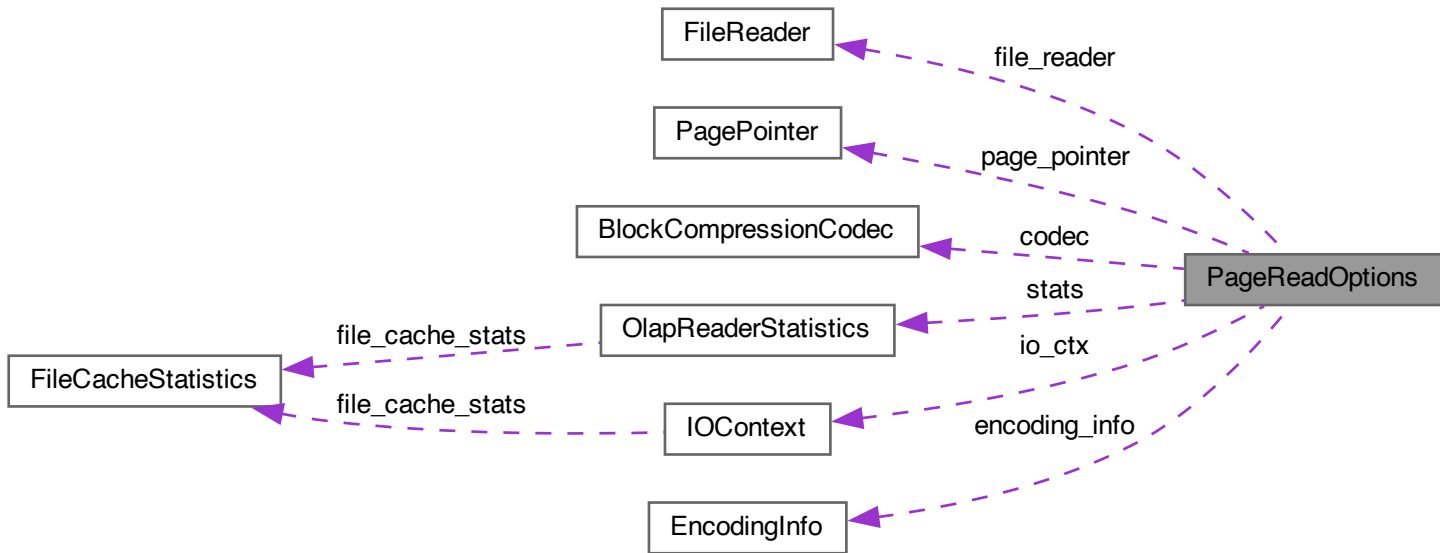 FileReader
file_reader
PagePointer
page_pointer
BlockCompressionCodec
codec
PageReadOptions
stats
OlapReaderStatistics
file_cache_stats
io_ctx
FileCacheStatistics
file_cache_stats
IOContext
encoding_info
EncodingInfo